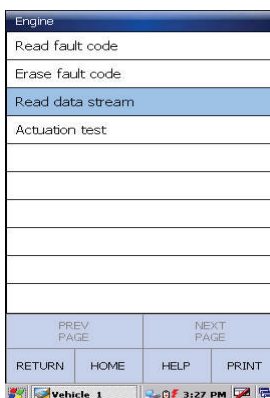 Engine
Read fault code
Erase fault code
Read data stream
Actuation test
PREV
PAGE
NEXT
PAGE
RETURN HOME HELP PRINT
Vehicle 1 3:27 PM